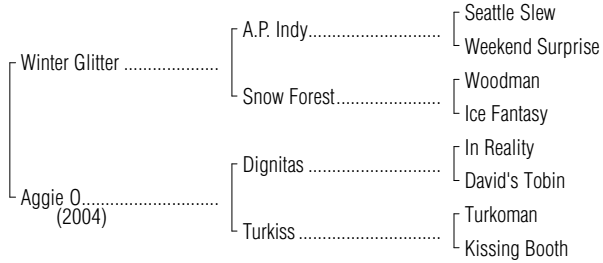 Seattle Slew
A.P. Indy
Weekend Surprise
Winter Glitter
Woodman
Snow Forest
Ice Fantasy
In Reality
Dignitas
David's Tobin
Aggie O
(2004)
Turkoman
Turkiss
Kissing Booth